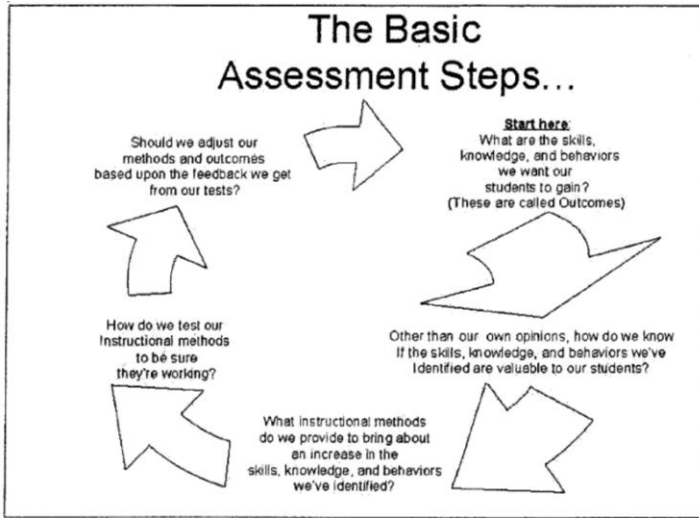 The Basic
Assessment Steps...
Start here:
What are the skills,
knowledge, and behaviors
we want our
students to gain?
(These are called Outcomes)
Other than our own opinions, how do we know
If the skills, knowledge, and behaviors we've
Identified are valuable to our students?
What instructional methods
do we provide to bring about
an increase in the
skills, knowledge, and behaviors
we've identified?
How do we test our
Instructional methods
to be sure
they're working?
Should we adjust our
methods and outcomes
based upon the feedback we get
from our tests?